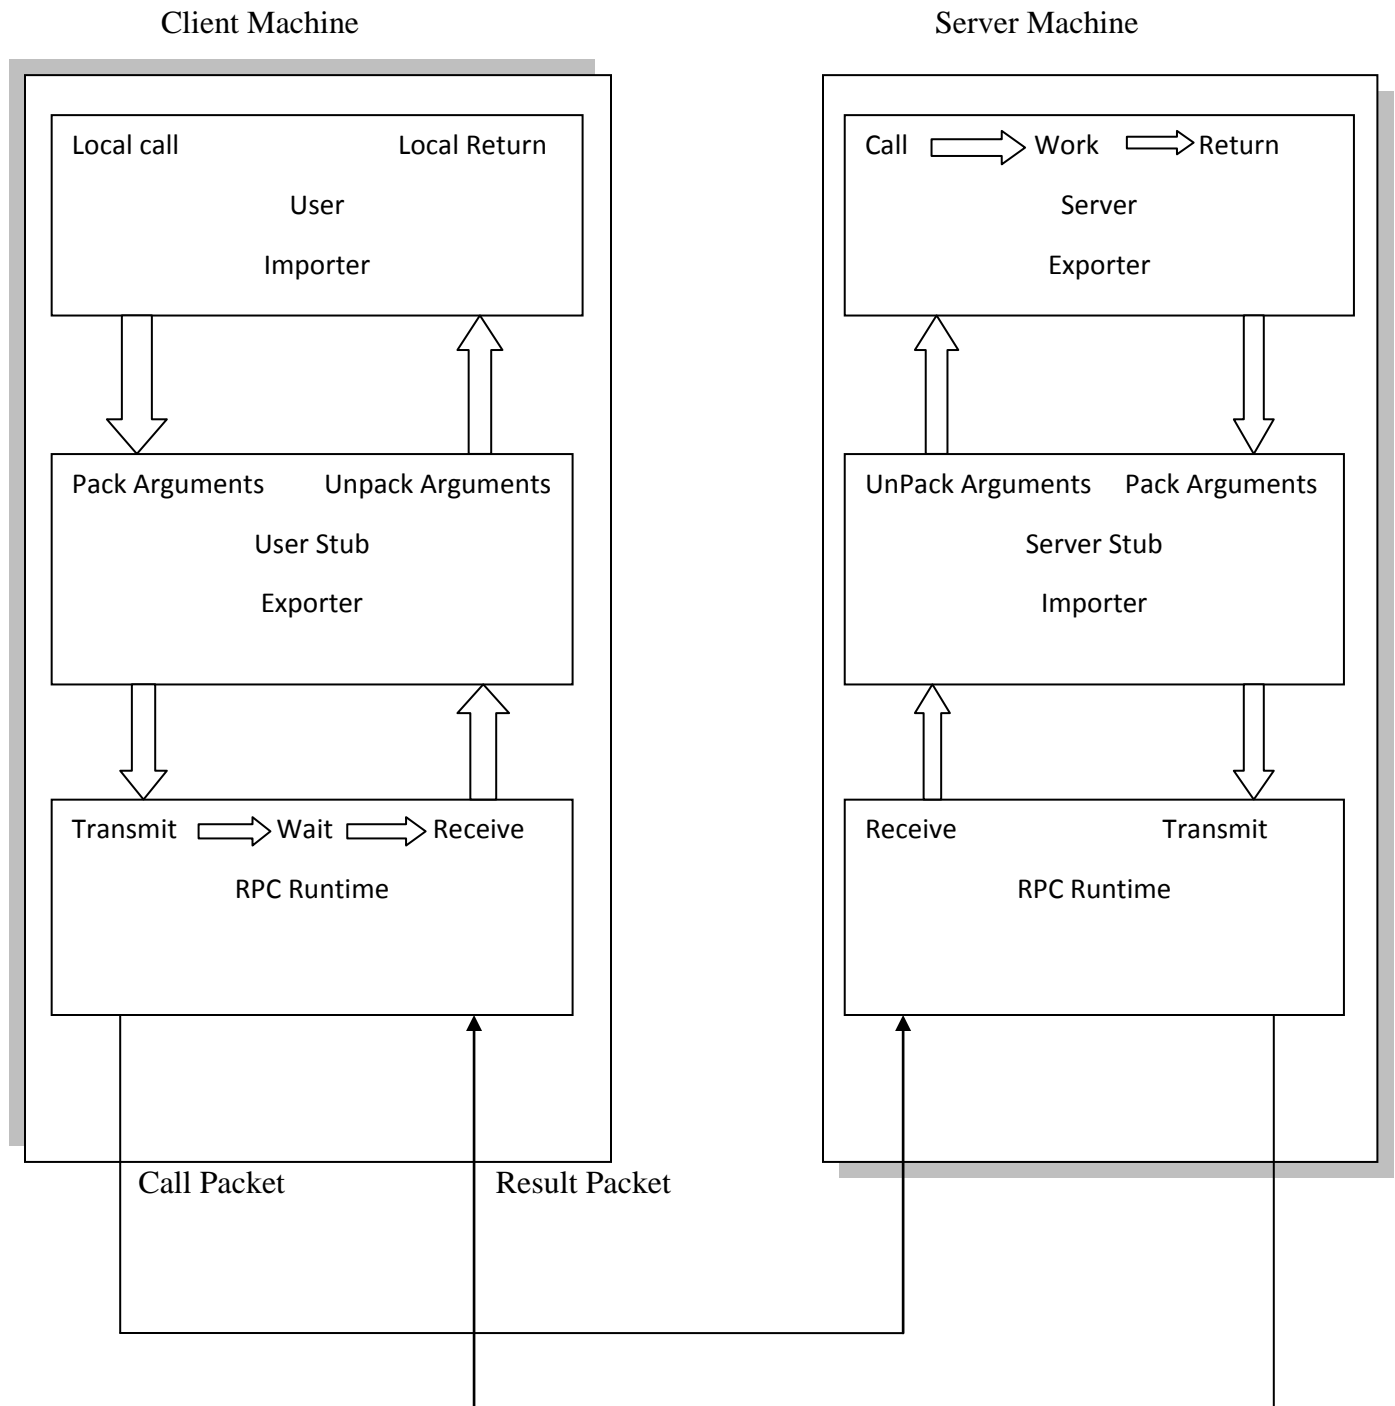 Client Machine
Server Machine
Local call Local Return
User
Importer
Pack Arguments Unpack Arguments
User Stub
Exporter
Transmit Wait Receive
RPC Runtime
Call Work Return
Server
Exporter
UnPack Arguments Pack Arguments
Server Stub
Importer
Receive Transmit
RPC Runtime
Call Packet
Result Packet